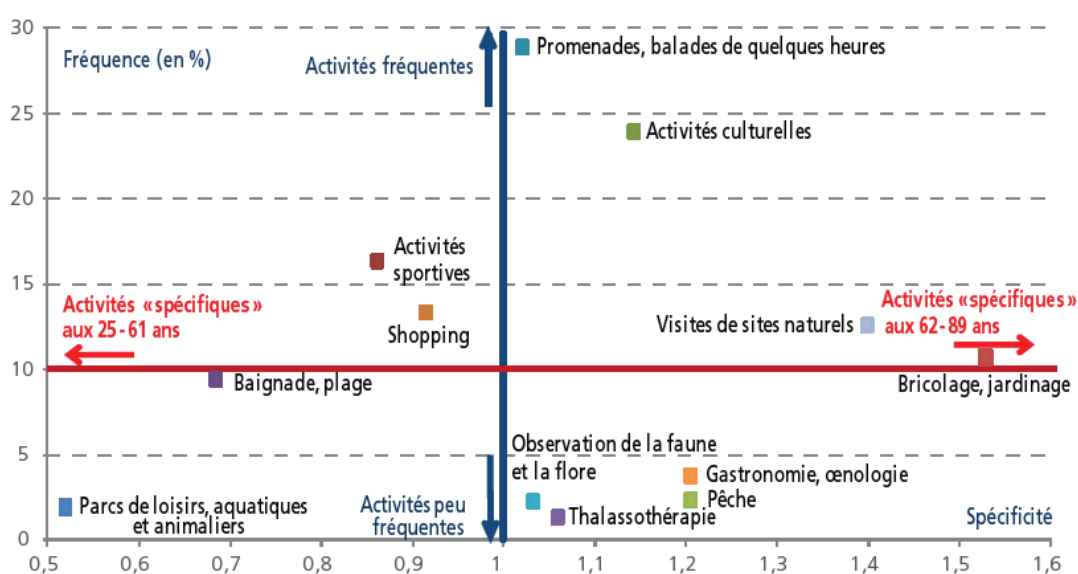 30
Fréquence (en %)
Activités fréquentes
Promenades, balades de quelques heures
25
Activités culturelles
20
Activités
sportives
15
Activités «spécifiques»
aux 25-61 ans
Shopping
Visites de sites naturels
Activités «spécifiques»
aux 62-89 ans
10
Baignade, plage
Bricolage, jardinage
5
Observation de la faune
et la flore
Gastronomie, œnologie
Pêche
Thalassothérapie
Parcs de loisirs, aquatiques
et animaliers
Activités peu
fréquentes
Spécificité
0
0,5 0,6 0,7 0,8 0,9 1 1,1 1,2 1,3 1,4 1,5 1,6